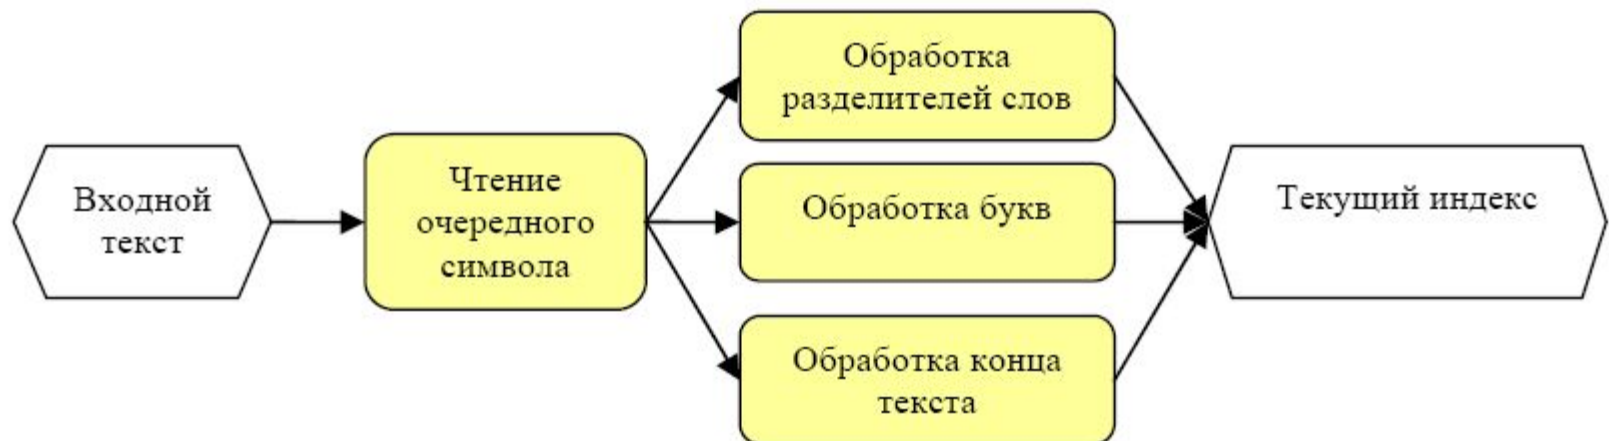 Входной
текст
Чтение
очередного
символа
Обработка
разделителей слов
Обработка букв
Обработка конца
текста
Текущий индекс